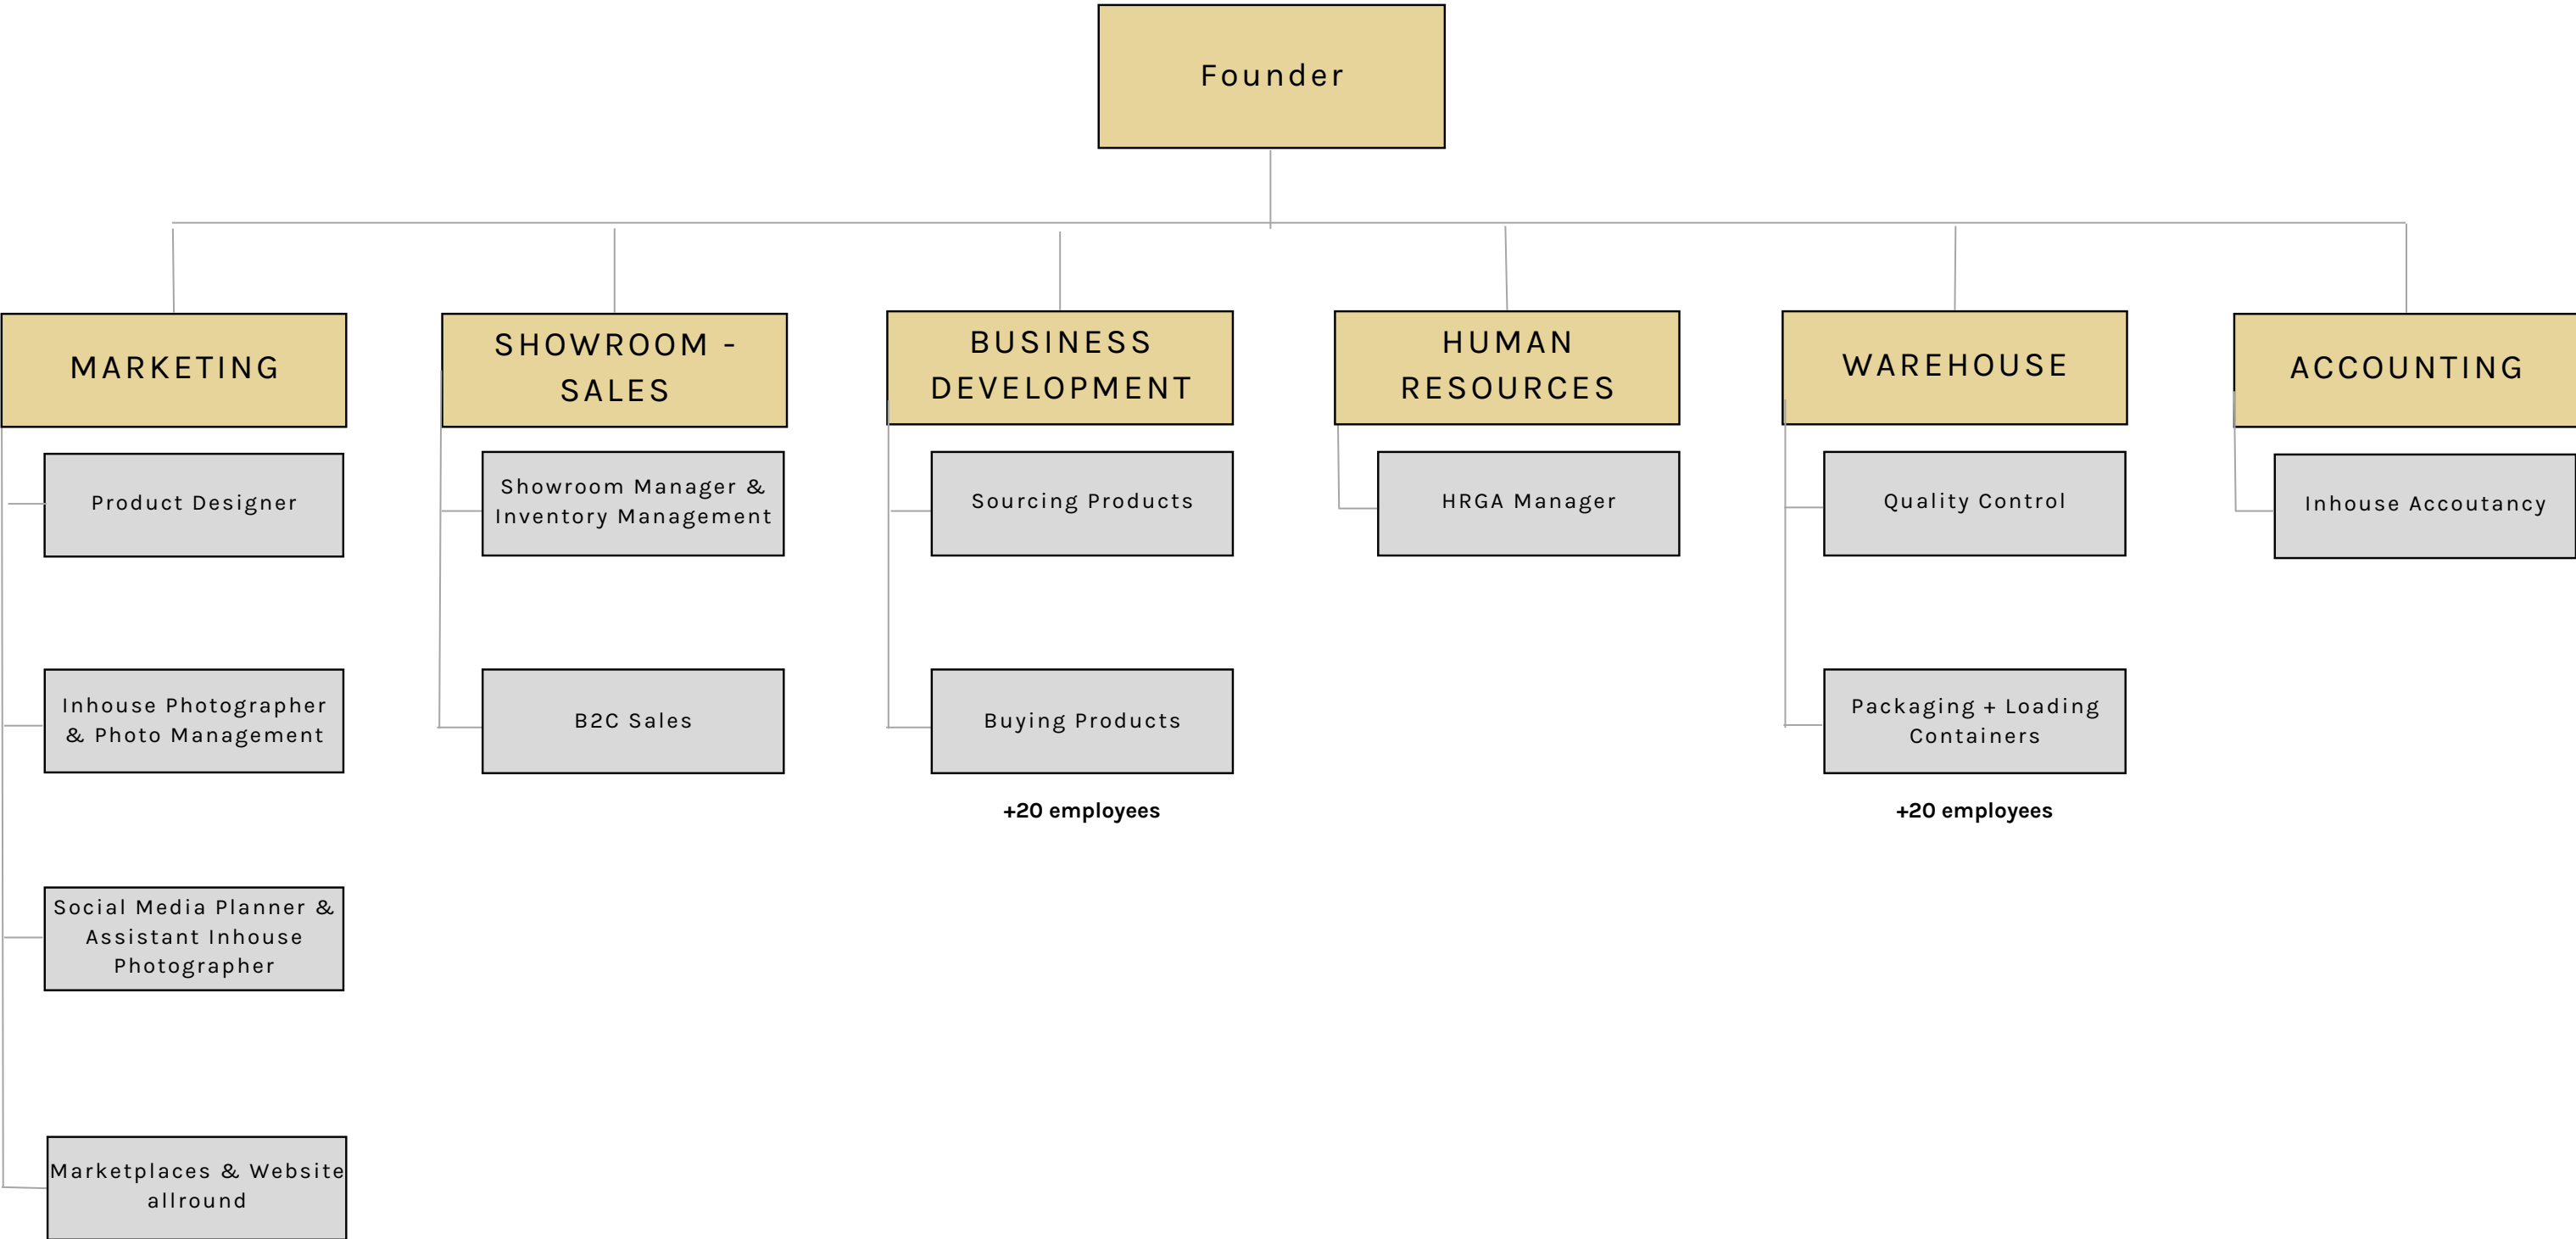 Founder
MARKETING
SHOWROOM -
SALES
BUSINESS
DEVELOPMENT
HUMAN
RESOURCES
WAREHOUSE
ACCOUNTING
Product Designer
Showroom Manager &
Inventory Management
Sourcing Products
HRGA Manager
Quality Control
Inhouse Accoutancy
Inhouse Photographer
& Photo Management
B2C Sales
Buying Products
Packaging + Loading
Containers
+20 employees
+20 employees
Social Media Planner &
Assistant Inhouse
Photographer
Marketplaces & Website
allround